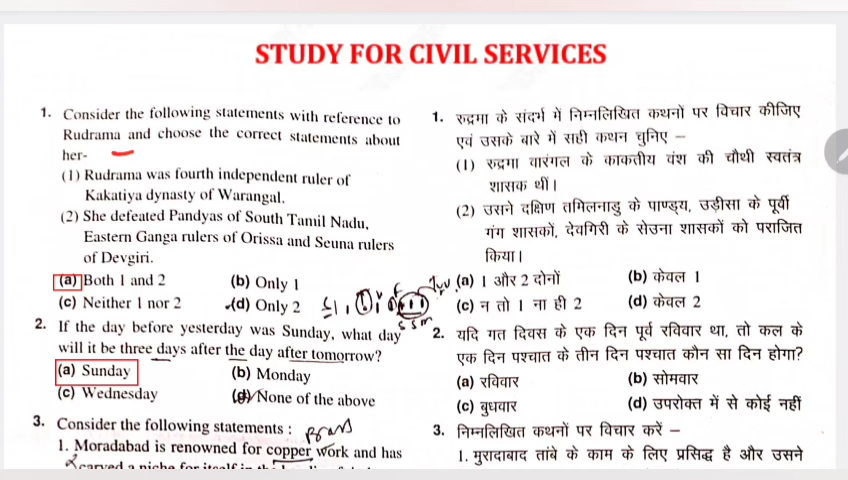 STUDY FOR CIVIL SERVICES
1. Consider the following statements with reference to
Rudrama and choose the correct statements about
her-
(1) Rudrama was fourth independent ruler of
Kakatiya dynasty of Warangal.
(2) She defeated Pandyas of South Tamil Nadu,
Eastern Ganga rulers of Orissa and Seuna rulers
of Devgiri.
(a) Both 1 and 2 (b) Only 1
(c) Neither 1 nor 2 (d) Only 2
2. If the day before yesterday was Sunday, what day
will it be three days after the day after tomorrow?
(a) Sunday (b) Monday
(c) Wednesday (d) None of the above
3. Consider the following statements :
1. Moradabad is renowned for copper work and has
carved a niche for itself in the
1. रुद्रमा के संदर्भ में निम्नलिखित कथनों पर विचार कीजिए
एवं उसके बारे में सही कथन चुनिए –
(1) रुद्रमा वारंगल के काकतीय वंश की चौथी स्वतंत्र
शासक थीं।
(2) उसने दक्षिण तमिलनाडु के पाण्ड्य, उड़ीसा के पूर्वी
गंग शासकों, देवगिरी के सेउना शासकों को पराजित
किया।
(a) 1 और 2 दोनों (b) केवल 1
(c) न तो 1 ना ही 2 (d) केवल 2
2. यदि गत दिवस के एक दिन पूर्व रविवार था, तो कल के
एक दिन पश्चात के तीन दिन पश्चात कौन सा दिन होगा?
(a) रविवार (b) सोमवार
(c) बुधवार (d) उपरोक्त में से कोई नहीं
3. निम्नलिखित कथनों पर विचार करें –
1. मुरादाबाद तांबे के काम के लिए प्रसिद्ध है और उसने